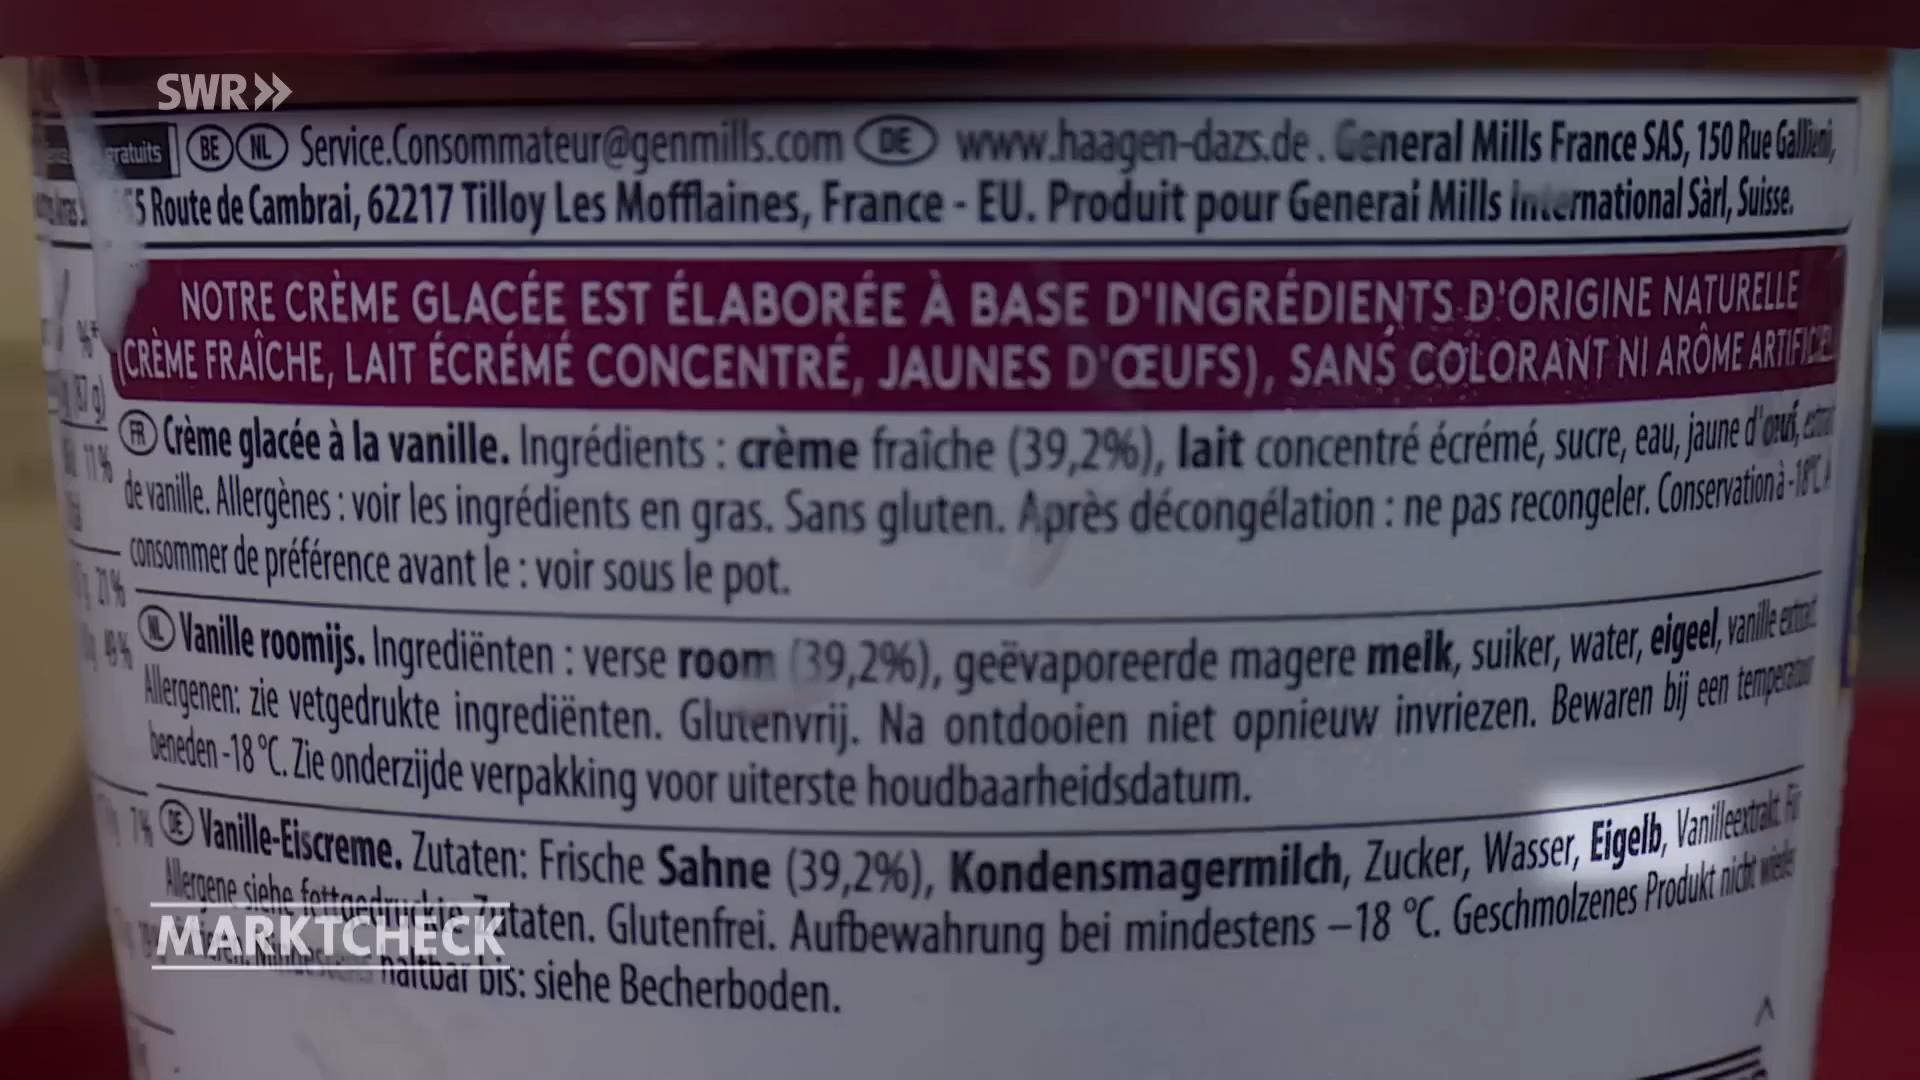 SWR»
gratuits BE NL Service.Consommateur@genmills.com DE www.haagen-dazs.de. General Mills France SAS, 150 Rue Gallieni,
5 Route de Cambrai, 62217 Tilloy Les Mofflaines, France - EU. Produit pour General Mills International Sàrl, Suisse.
NOTRE CRÈME GLACÉE EST ÉLABORÉE À BASE D'INGRÉDIENTS D'ORIGINE NATURELLE
(CRÈME FRAÎCHE, LAIT ÉCRÉMÉ CONCENTRÉ, JAUNES D'ŒUFS), SANS COLORANT NI ARÔME ARTIFICIEL
FR Crème glacée à la vanille. Ingrédients : crème fraîche (39,2%), lait concentré écrémé, sucre, eau, jaune d'œuf, extrait
de vanille. Allergènes : voir les ingrédients en gras. Sans gluten. Après décongélation : ne pas recongeler. Conservation à -18°C. A
consommer de préférence avant le : voir sous le pot.
NL Vanille roomijs. Ingrediënten : verse room (39,2%), geëvaporeerde magere melk, suiker, water, eigeel, vanille extract.
Allergenen: zie vetgedrukte ingrediënten. Glutenvrij. Na ontdooien niet opnieuw invriezen. Bewaren bij een temperatuur
beneden -18 °C. Zie onderzijde verpakking voor uiterste houdbaarheidsdatum.
DE Vanille-Eiscreme. Zutaten: Frische Sahne (39,2%), Kondensmagermilch, Zucker, Wasser, Eigelb, Vanilleextrakt. Für
Allergene siehe fettgedruckte Zutaten. Glutenfrei. Aufbewahrung bei mindestens –18 °C. Geschmolzenes Produkt nicht wieder
haltbar bis: siehe Becherboden.
MARKTCHECK
%*
(87 g)
11%
21%
49%
7%